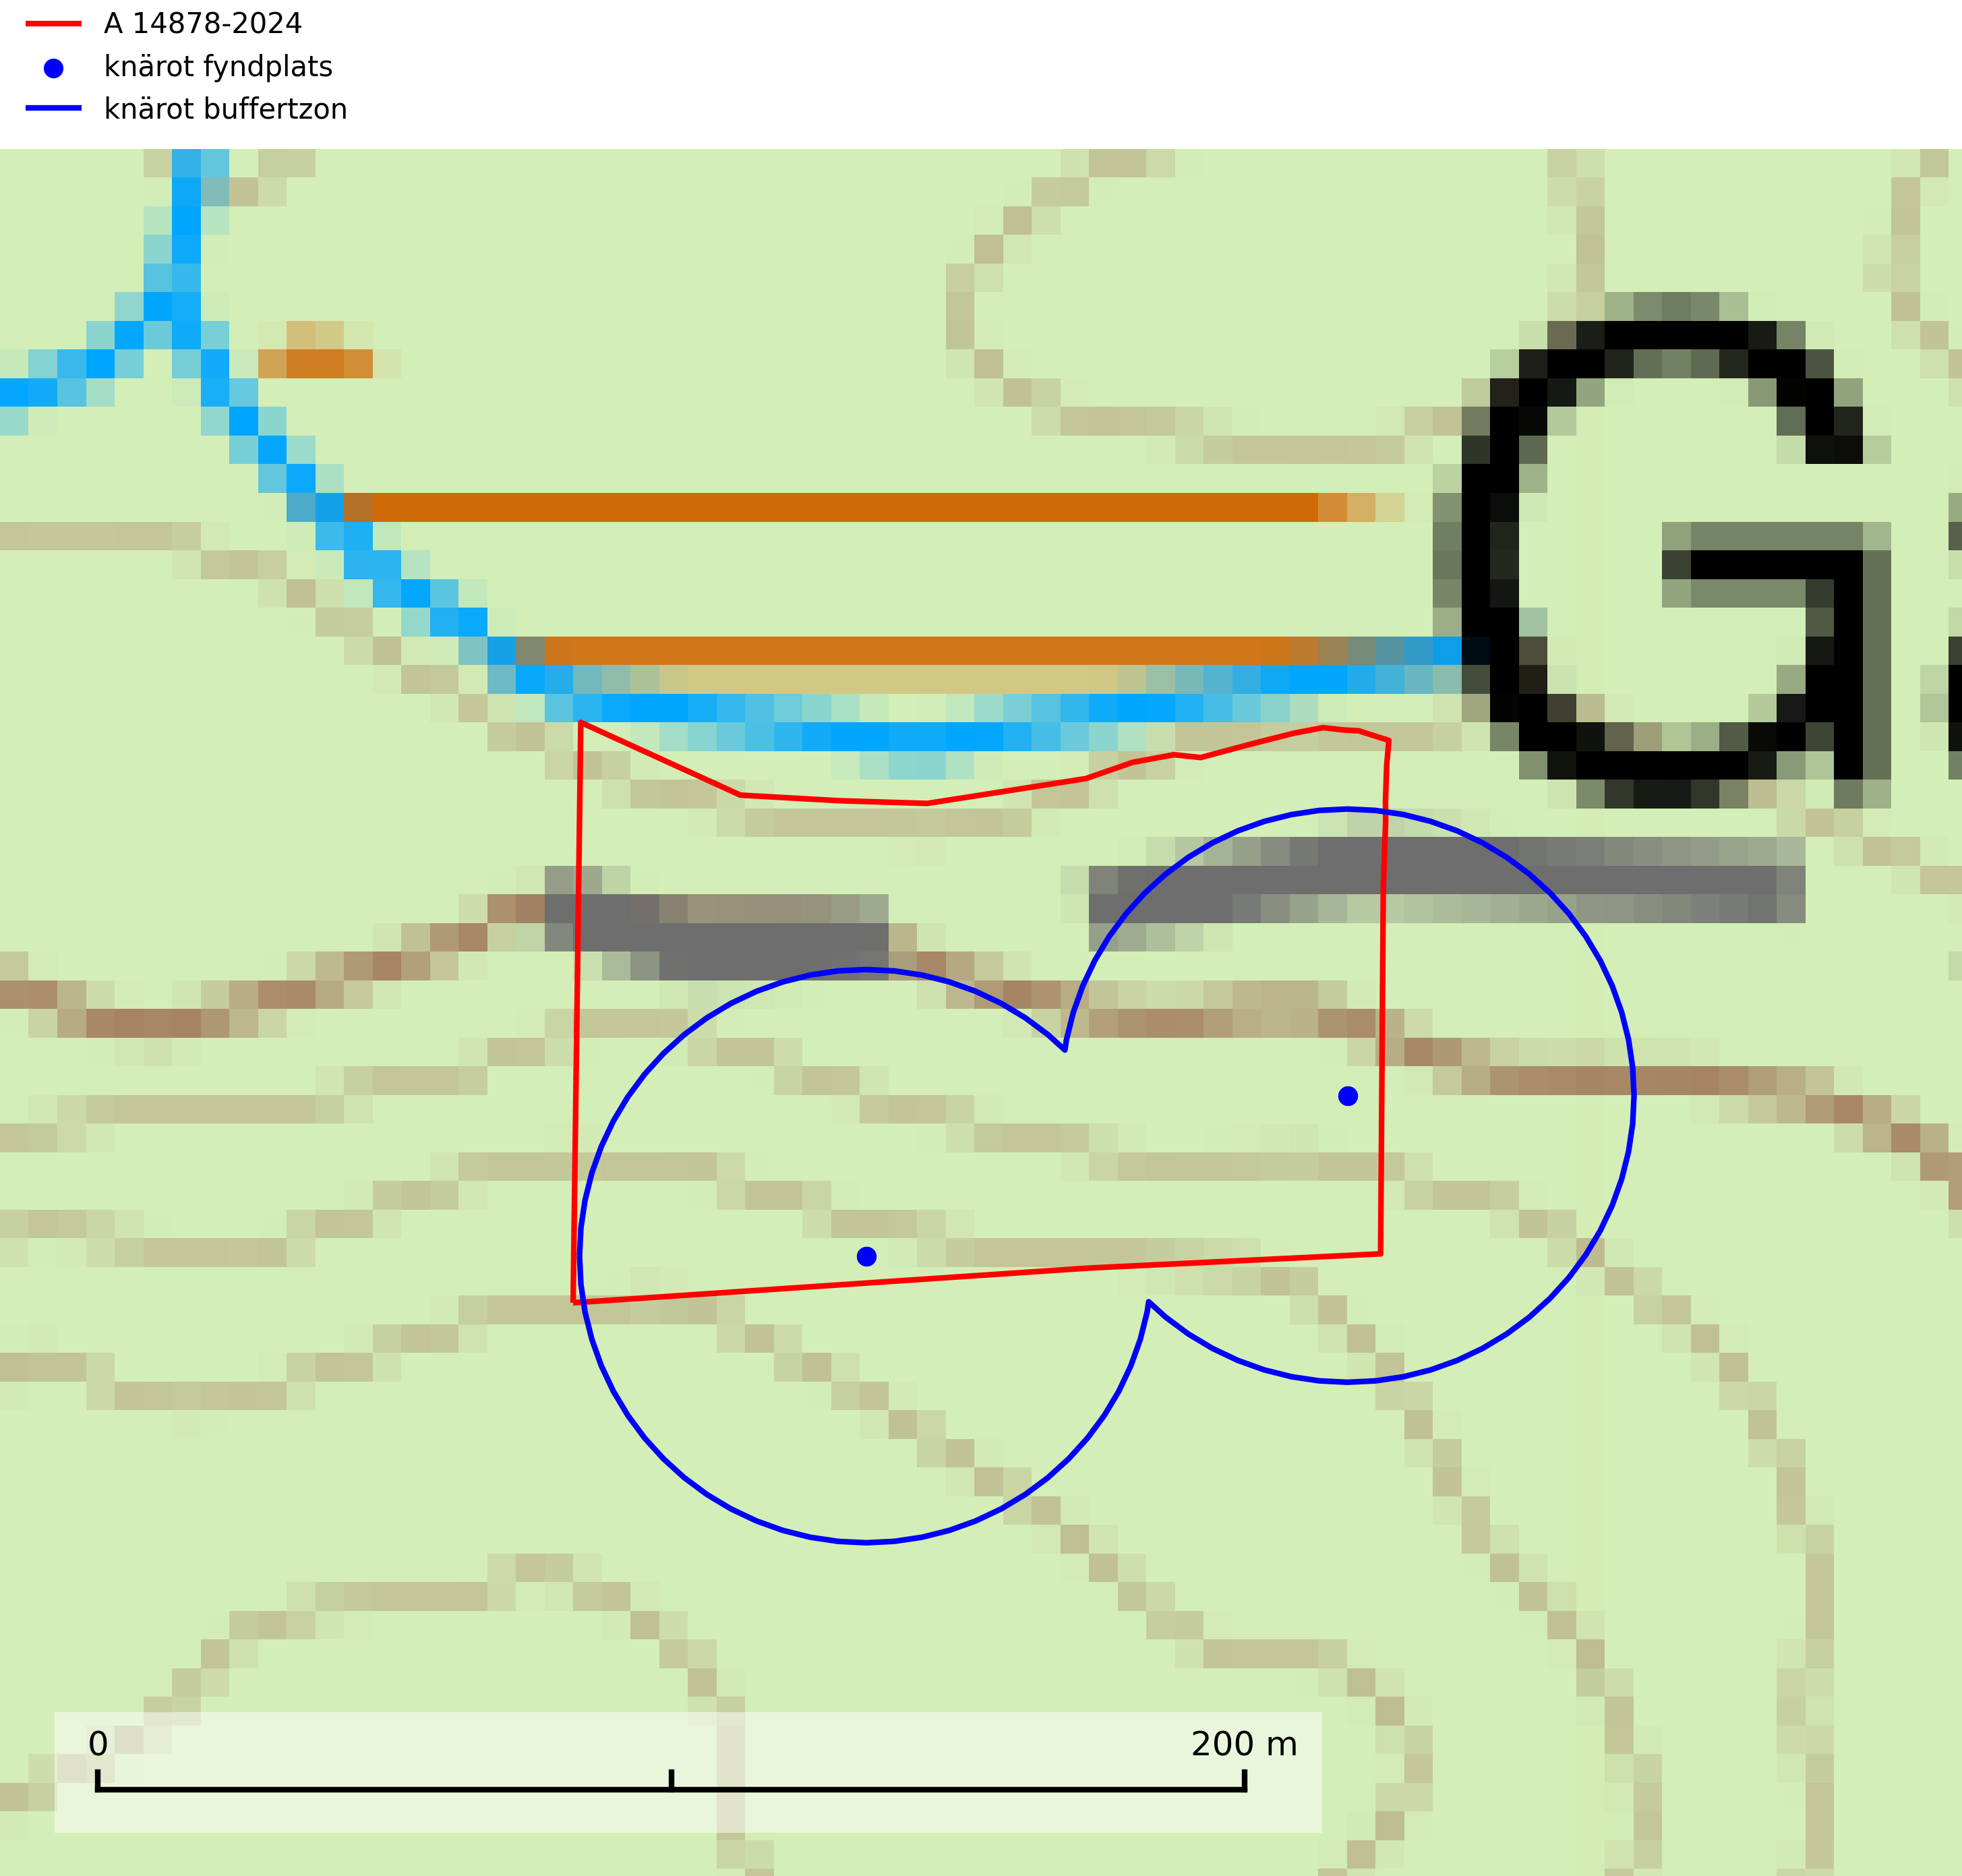 A 14878-2024
knärot fyndplats
knärot buffertzon
G
0 200 m